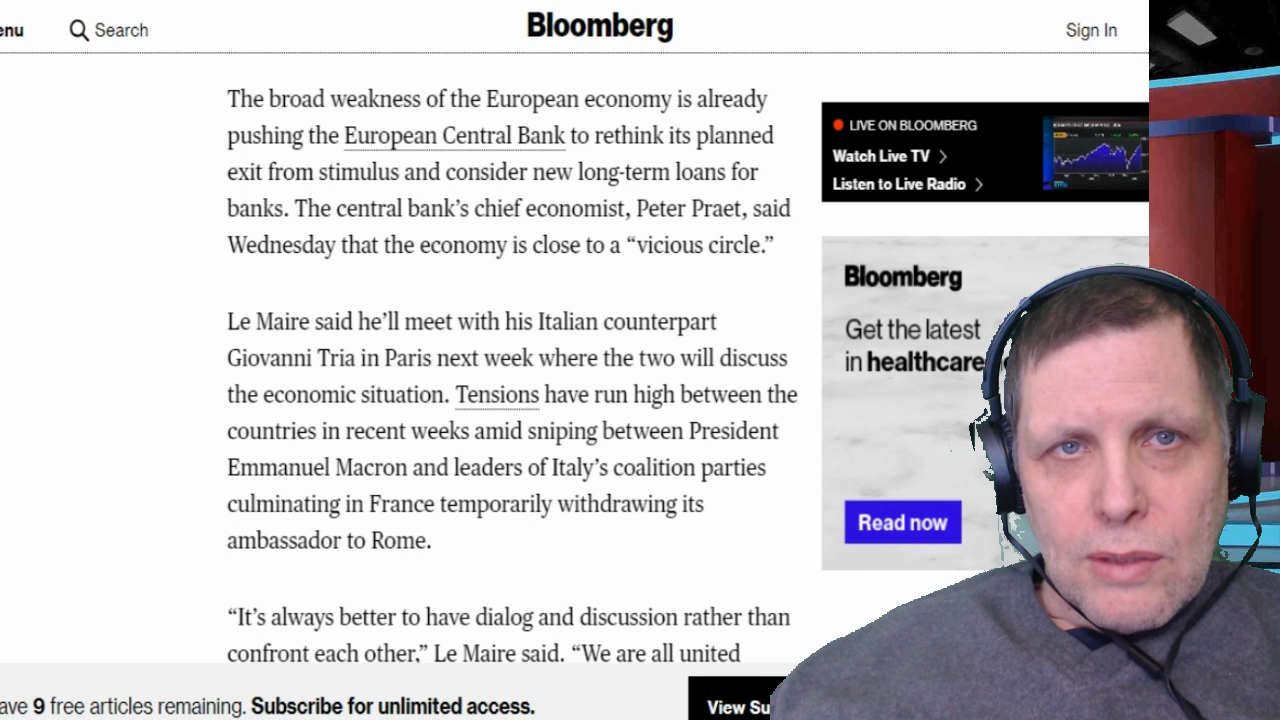 enu
Search
Bloomberg
Sign In
The broad weakness of the European economy is already
pushing the European Central Bank to rethink its planned
exit from stimulus and consider new long-term loans for
banks. The central bank’s chief economist, Peter Praet, said
Wednesday that the economy is close to a “vicious circle.”
Le Maire said he’ll meet with his Italian counterpart
Giovanni Tria in Paris next week where the two will discuss
the economic situation. Tensions have run high between the
countries in recent weeks amid sniping between President
Emmanuel Macron and leaders of Italy’s coalition parties
culminating in France temporarily withdrawing its
ambassador to Rome.
“It’s always better to have dialog and discussion rather than
confront each other,” Le Maire said. “We are all united
LIVE ON BLOOMBERG
Watch Live TV
Listen to Live Radio
Bloomberg
Get the latest
in healthcare
Read now
ave 9 free articles remaining. Subscribe for unlimited access.
View Su